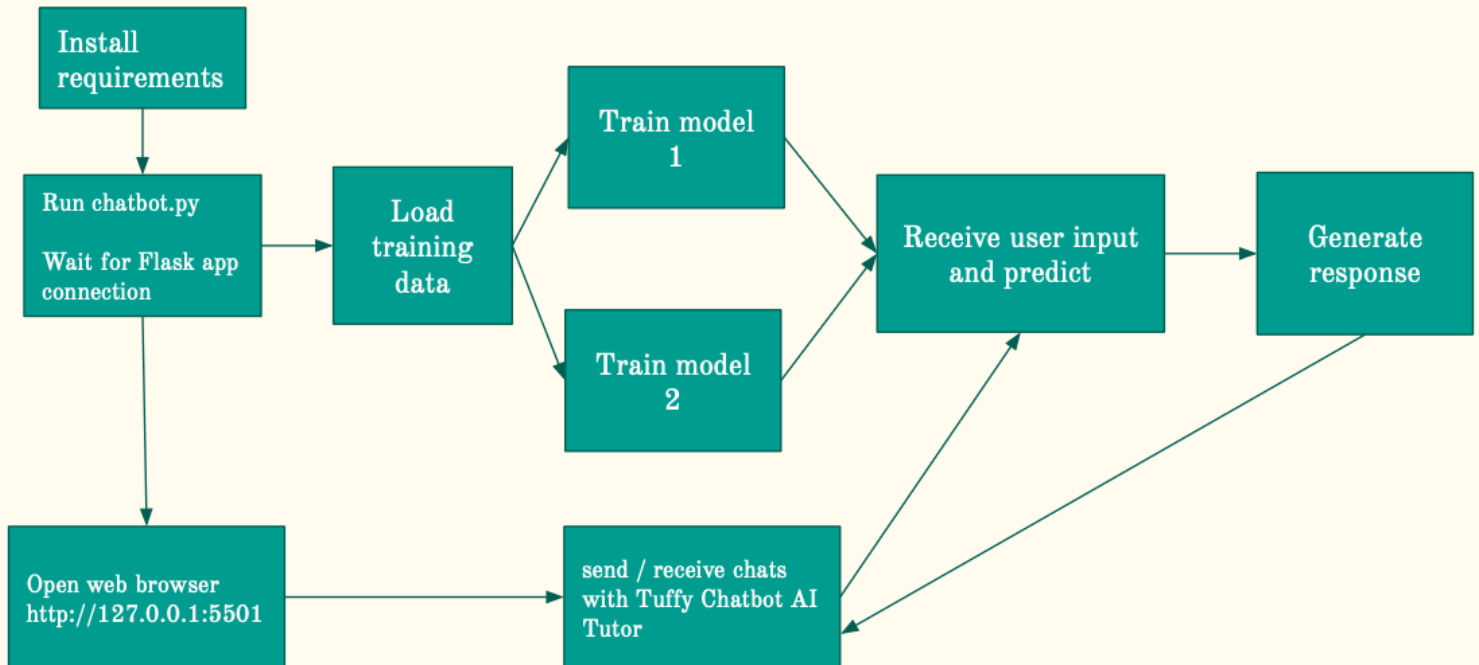 Install
requirements
Run chatbot.py
Wait for Flask app
connection
Load
training
data
Train model
1
Train model
2
Receive user input
and predict
Generate
response
Open web browser
http://127.0.0.1:5501
send / receive chats
with Tuffy Chatbot AI
Tutor